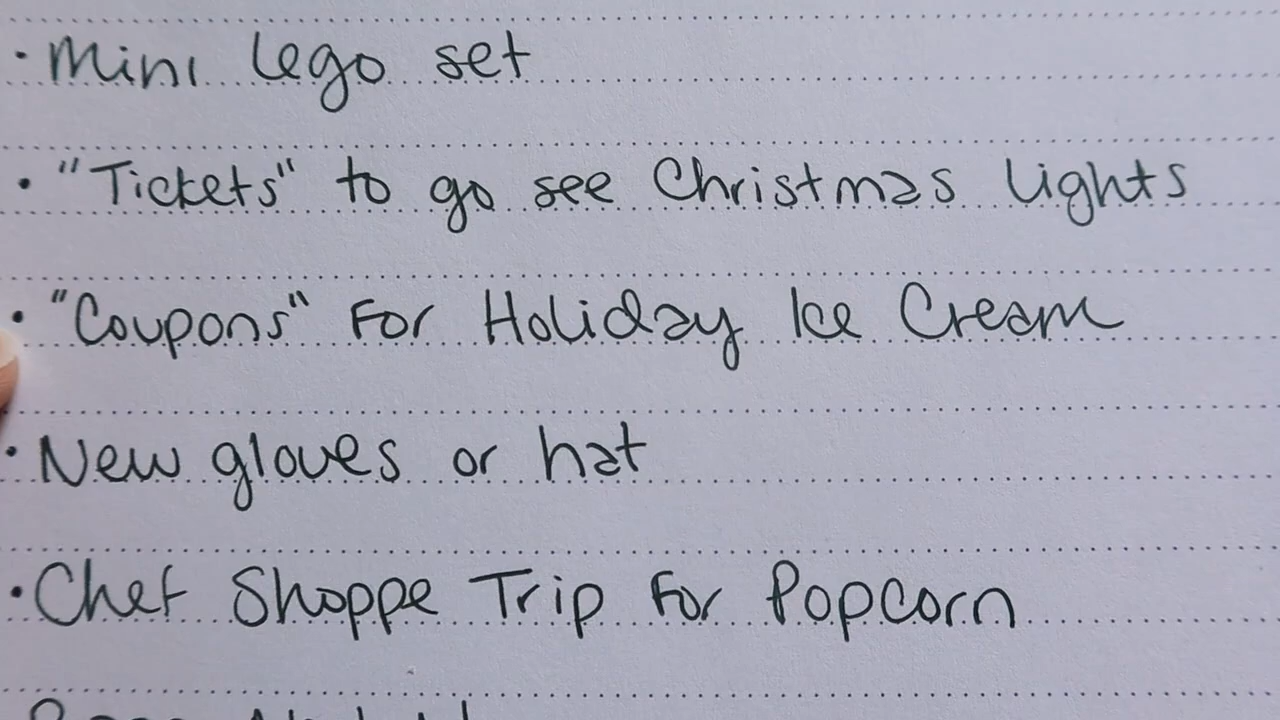 · Mini Lego set
· "Tickets" to go see Christmas lights
· "Coupons" For Holiday Ice Cream
· New gloves or hat
· Chef Shoppe Trip For Popcorn